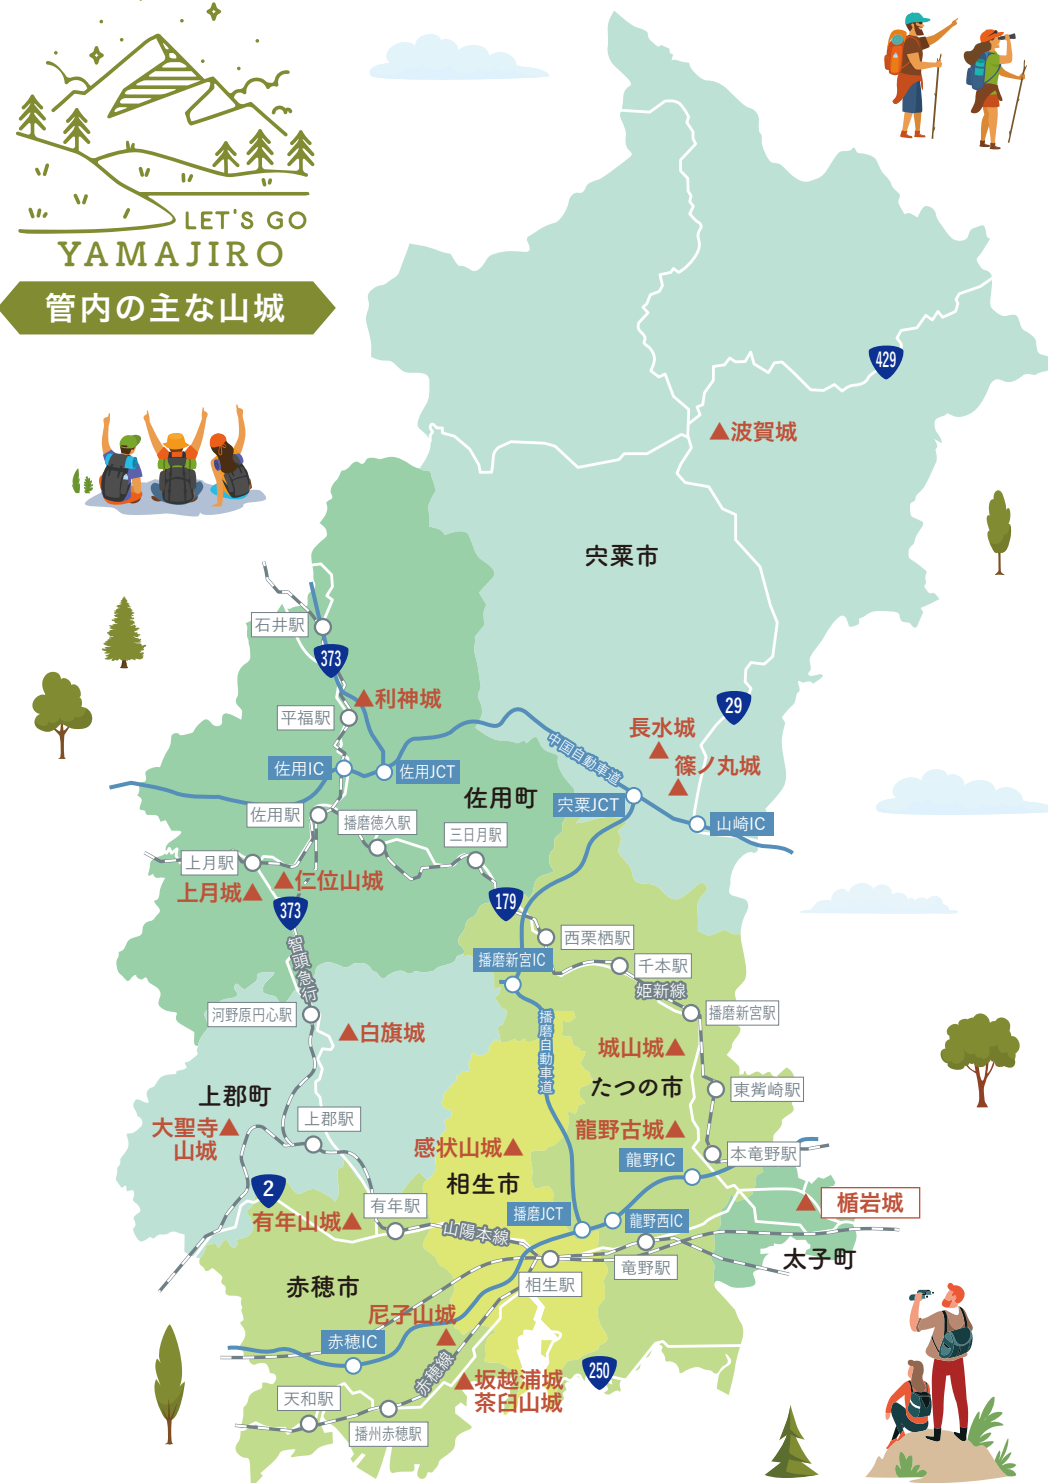 LET'S GO
YAMAJIRO
管内の主な山城
429
波賀城
宍粟市
石井駅
373
利神城
平福駅
29
長水城
篠ノ丸城
中国自動車道
佐用IC
佐用JCT
佐用町
宍粟JCT
山崎IC
佐用駅
播磨徳久駅
三日月駅
上月駅
上月城
仁位山城
373
179
智頭急行
西栗栖駅
播磨新宮IC
千本駅
姫新線
河野原円心駅
播磨新宮駅
白旗城
播磨自動車道
城山城
上郡町
たつの市
東觜崎駅
上郡駅
大聖寺
山城
龍野古城
感状山城
本竜野駅
龍野IC
相生市
2
有年駅
播磨JCT
龍野西IC
楯岩城
有年山城
山陽本線
竜野駅
太子町
相生駅
赤穂市
尼子山城
赤穂IC
250
赤穂線
坂越浦城
茶臼山城
天和駅
播州赤穂駅